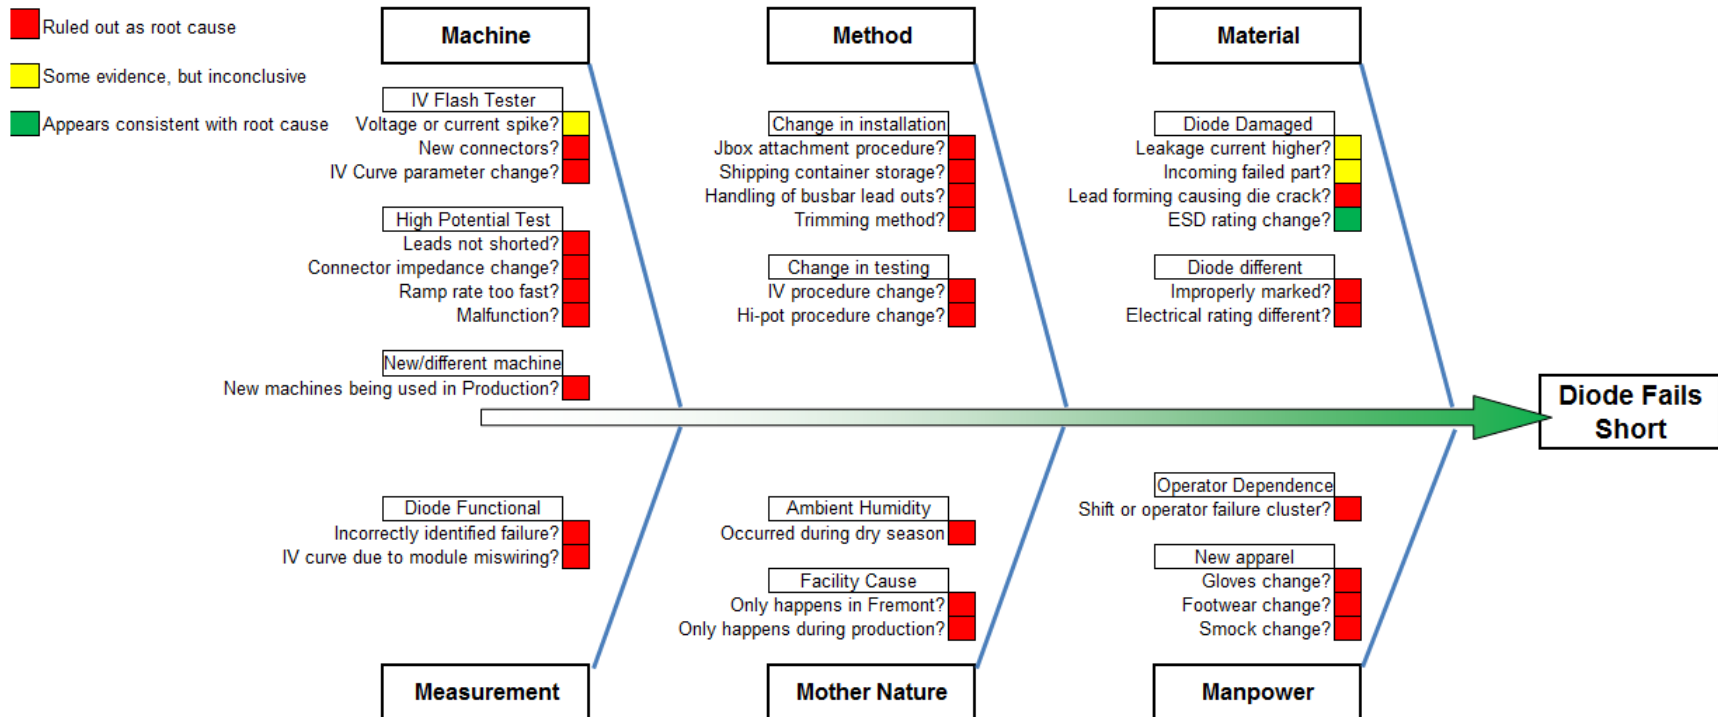 Ruled out as root cause
Some evidence, but inconclusive
Appears consistent with root cause
Machine
IV Flash Tester
Voltage or current spike?
New connectors?
IV Curve parameter change?
High Potential Test
Leads not shorted?
Connector impedance change?
Ramp rate too fast?
Malfunction?
New/different machine
New machines being used in Production?
Method
Change in installation
Jbox attachment procedure?
Shipping container storage?
Handling of busbar lead outs?
Trimming method?
Change in testing
IV procedure change?
Hi-pot procedure change?
Material
Diode Damaged
Leakage current higher?
Incoming failed part?
Lead forming causing die crack?
ESD rating change?
Diode different
Improperly marked?
Electrical rating different?
Diode Fails
Short
Diode Functional
Incorrectly identified failure?
IV curve due to module miswiring?
Measurement
Ambient Humidity
Occurred during dry season
Facility Cause
Only happens in Fremont?
Only happens during production?
Mother Nature
Operator Dependence
Shift or operator failure cluster?
New apparel
Gloves change?
Footwear change?
Smock change?
Manpower